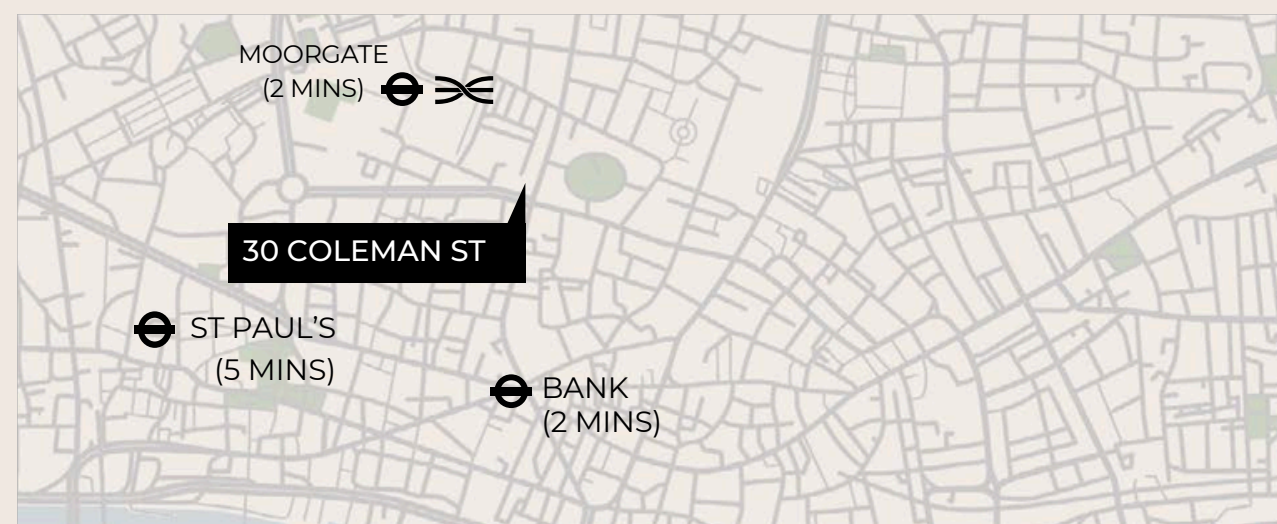 MOORGATE
(2 MINS)
30 COLEMAN ST
ST PAUL’S
(5 MINS)
BANK
(2 MINS)